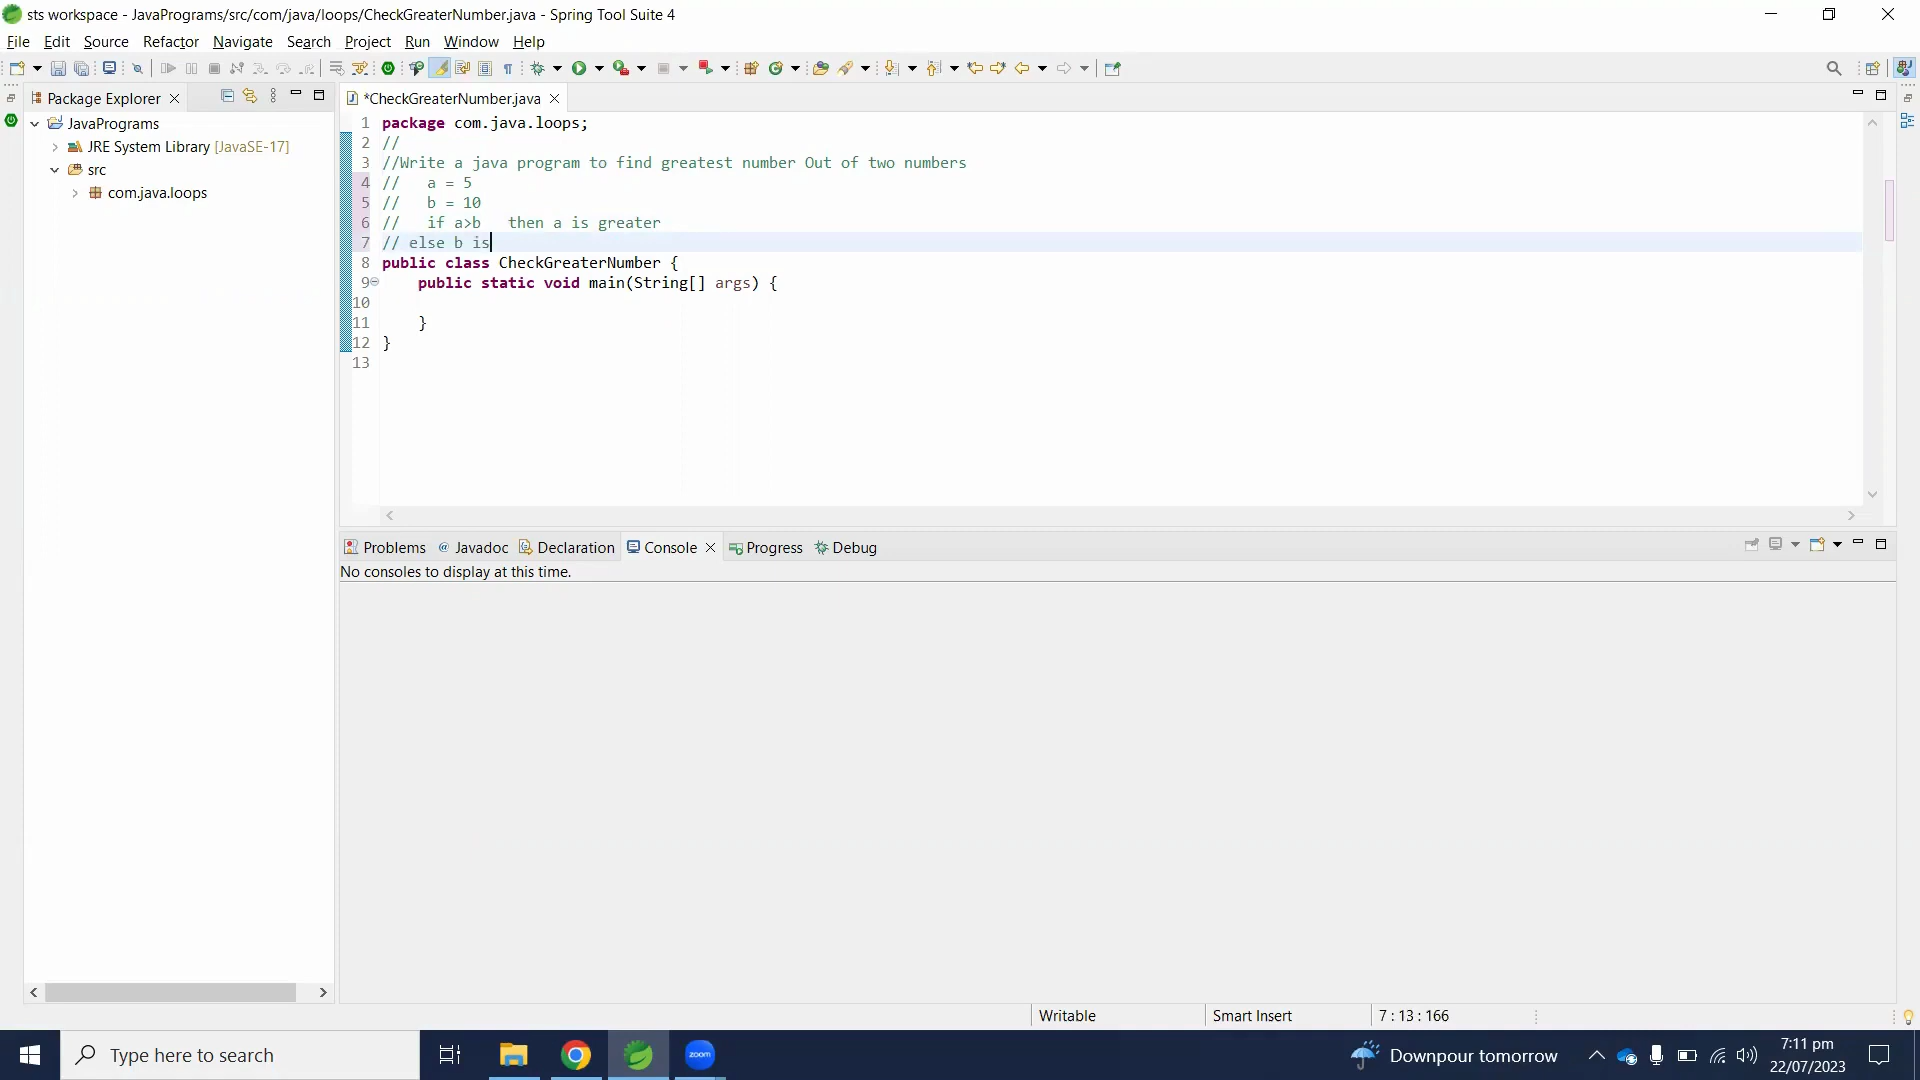 sts workspace - JavaPrograms/src/com/java/loops/CheckGreaterNumber.java - Spring Tool Suite 4
File Edit Source Refactor Navigate Search Project Run Window Help
Package Explorer
*CheckGreaterNumber.java
JavaPrograms
JRE System Library [JavaSE-17]
src
com.java.loops
1 package com.java.loops;
2 //
3 //Write a java program to find greatest number Out of two numbers
4 // a = 5
5 // b = 10
6 // if a>b then a is greater
7 // else b is
8 public class CheckGreaterNumber {
9 public static void main(String[] args) {
10
11 }
12 }
13
Problems Javadoc Declaration Console Progress Debug
No consoles to display at this time.
Writable Smart Insert 7 : 13 : 166
Type here to search
zoom
Downpour tomorrow
7:11 pm
22/07/2023